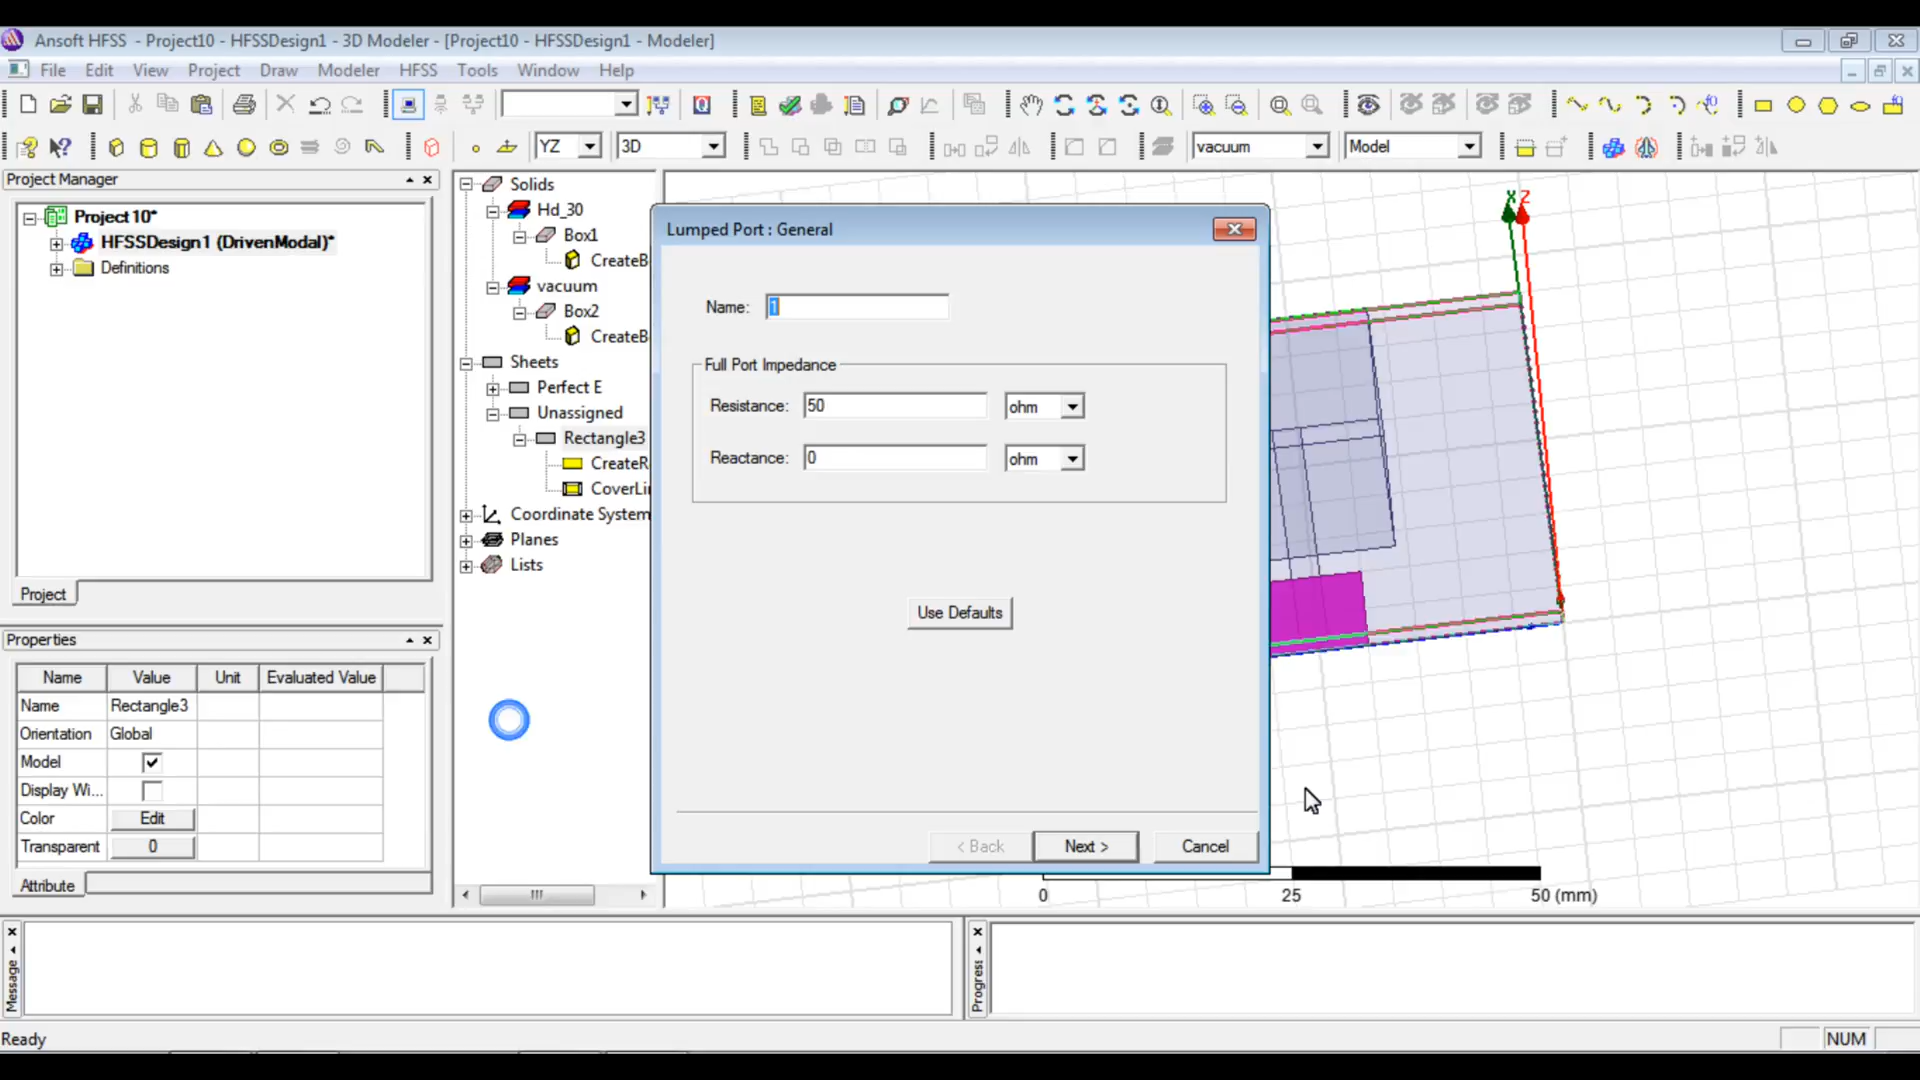 Ansoft HFSS - Project10 - HFSSDesign1 - 3D Modeler - [Project10 - HFSSDesign1 - Modeler]
File Edit View Project Draw Modeler HFSS Tools Window Help
YZ 3D vacuum Model
Project Manager
Project10*
HFSSDesign1 (DrivenModal)*
Definitions
Project
Properties
Name Value Unit Evaluated Value
Name Rectangle3
Orientation Global
Model
Display Wi...
Color Edit
Transparent 0
Attribute
Solids
Hd_30
Box1
CreateB
vacuum
Box2
CreateB
Sheets
Perfect E
Unassigned
Rectangle3
CreateR
CoverLi
Coordinate System
Planes
Lists
Lumped Port : General
Name: 1
Full Port Impedance
Resistance: 50 ohm
Reactance: 0 ohm
Use Defaults
< Back Next > Cancel
X Z
0 25 50 (mm)
Message
Progress
Ready
NUM